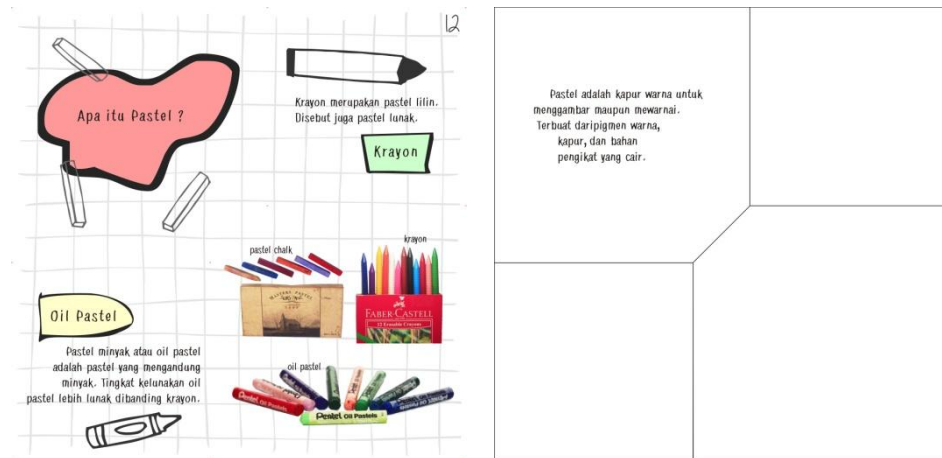 12
Apa itu Pastel ?
Krayon merupakan pastel lilin.
Disebut juga pastel lunak.
Krayon
pastel chalk
krayon
FABER-CASTELL
12 Erasable Crayons
Oil Pastel
Pastel minyak atau oil pastel
adalah pastel yang mengandung
minyak. Tingkat kelunakan oil
pastel lebih lunak dibanding krayon.
oil pastel
Pentel Oil Pastels
Pastel adalah kapur warna untuk
menggambar maupun mewarnai.
Terbuat daripigmen warna,
kapur, dan bahan
pengikat yang cair.